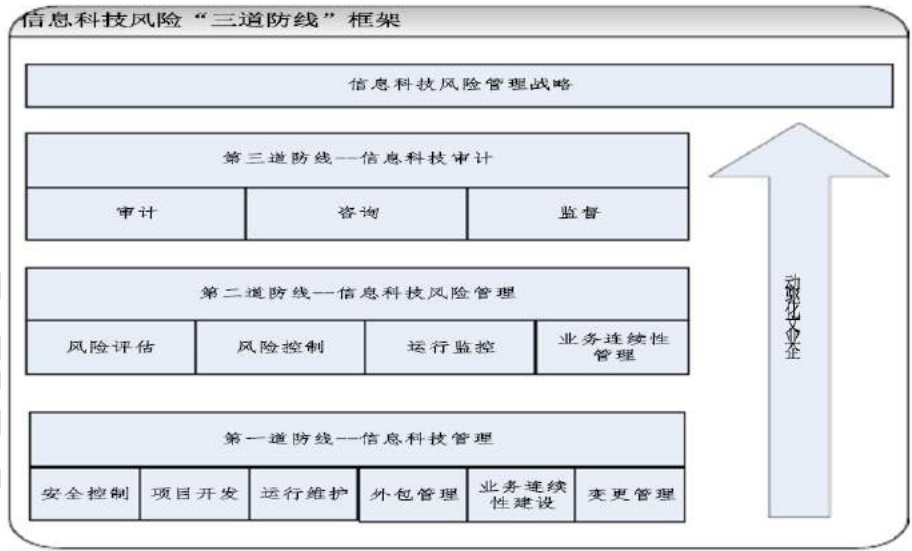 信息科技风险“三道防线”框架
信息科技风险管理战略
第三道防线--信息科技审计
审计
咨询
监督
第二道防线--信息科技风险管理
风险评估
风险控制
运行监控
业务连续性
管理
第一道防线--信息科技管理
安全控制
项目开发
运行维护
外包管理
业务连续
性建设
变更管理
企业文化